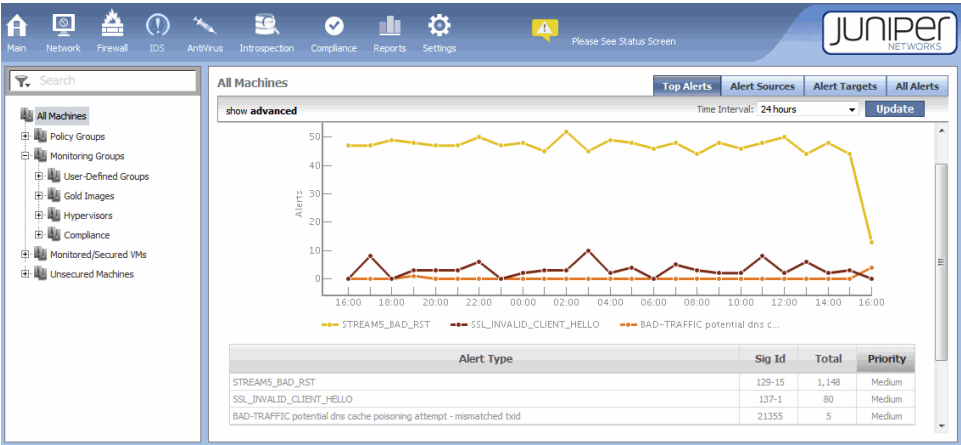 Main Network Firewall IDS AntiVirus Introspection Compliance Reports Settings Please See Status Screen
JUNIPER
NETWORKS
Search
All Machines
Policy Groups
Monitoring Groups
User-Defined Groups
Gold Images
Hypervisors
Compliance
Monitored/Secured VMs
Unsecured Machines
All Machines
Top Alerts Alert Sources Alert Targets All Alerts
show advanced Time Interval: 24 hours Update
Alerts
50
40
30
20
10
0
16:00 18:00 20:00 22:00 00:00 02:00 04:00 06:00 08:00 10:00 12:00 14:00 16:00
STREAM5_BAD_RST SSL_INVALID_CLIENT_HELLO BAD-TRAFFIC potential dns c...
Alert Type Sig Id Total Priority
STREAM5_BAD_RST 129-15 1,148 Medium
SSL_INVALID_CLIENT_HELLO 137-1 80 Medium
BAD-TRAFFIC potential dns cache poisoning attempt - mismatched txid 21355 5 Medium